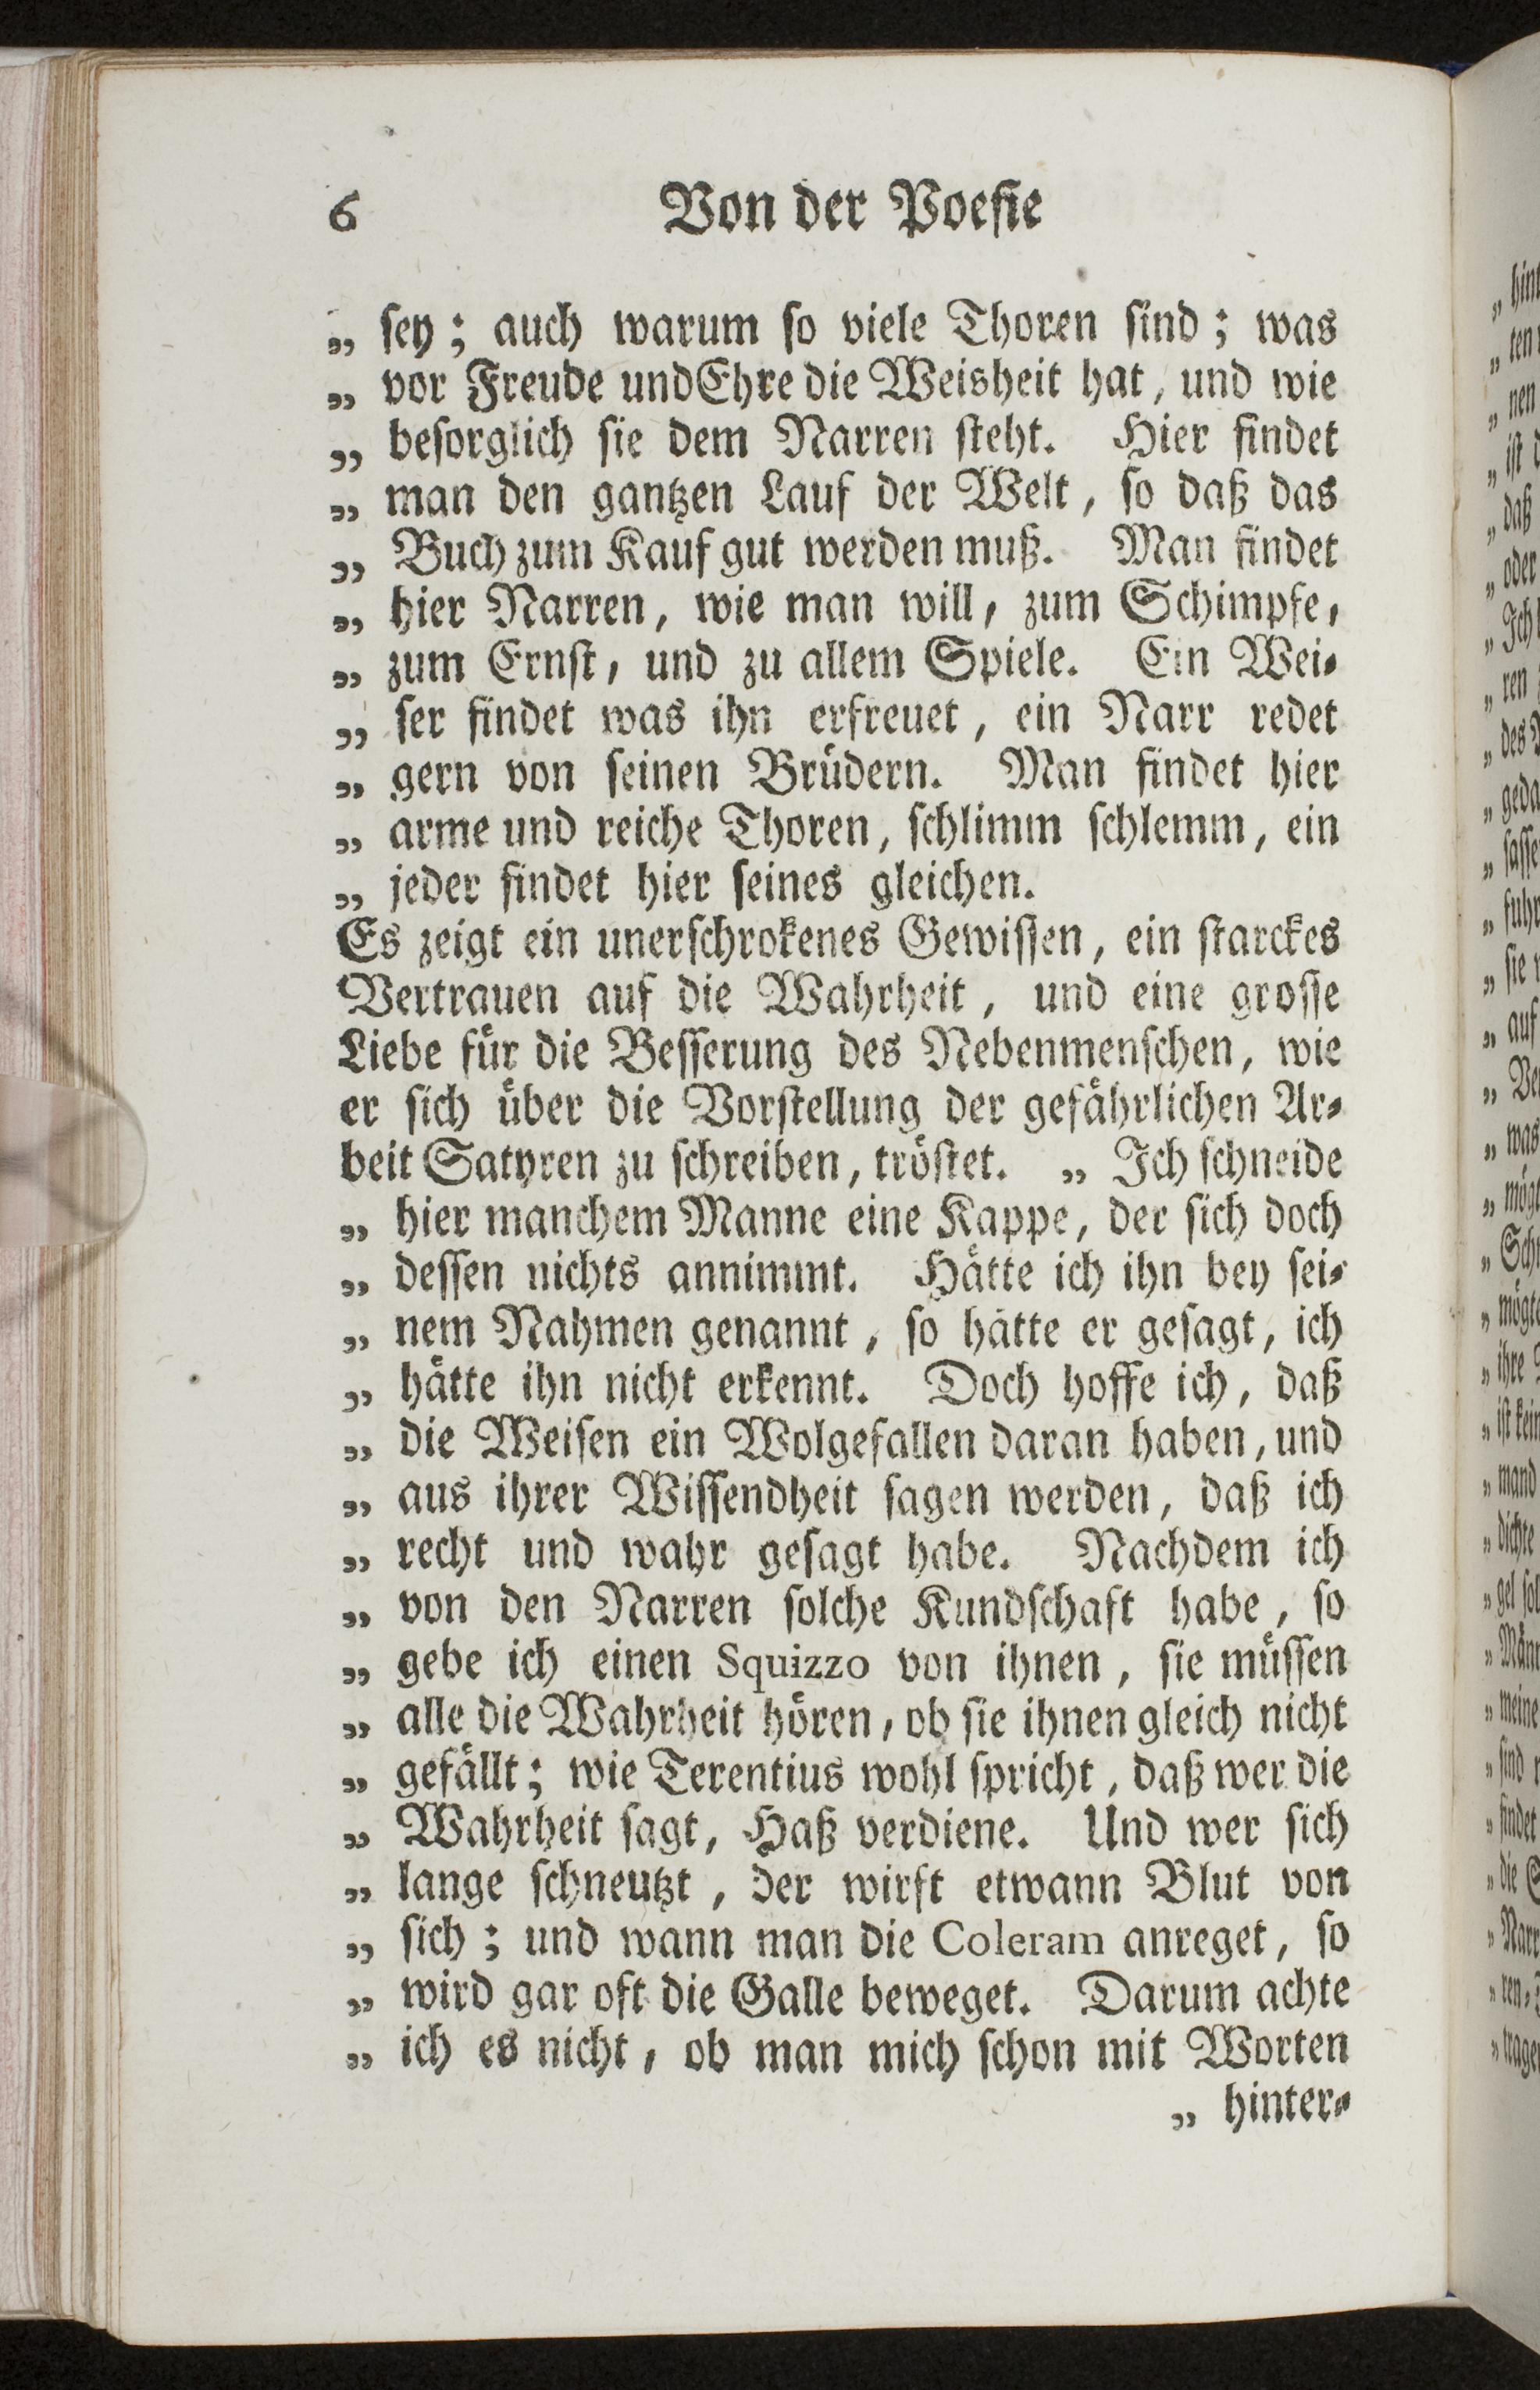 6 Von der Poesie
„ sey; auch warum so viele Thoren sind; was
„ vor Freude und Ehre die Weisheit hat, und wie
„ besorglich sie dem Narren steht. Hier findet
„ man den gantzen Lauf der Welt, so daß das
„ Buch zum Kauf gut werden muß. Man findet
„ hier Narren, wie man will, zum Schimpfe,
„ zum Ernst, und zu allem Spiele. Ein Wei-
„ ser findet was ihn erfreuet, ein Narr redet
„ gern von seinen Brüdern. Man findet hier
„ arme und reiche Thoren, schlimm schlemm, ein
„ jeder findet hier seines gleichen.
Es zeigt ein unerschrokenes Gewissen, ein starckes
Vertrauen auf die Wahrheit, und eine grosse
Liebe für die Besserung des Nebenmenschen, wie
er sich über die Vorstellung der gefährlichen Ar-
beit Satyren zu schreiben, tröstet. „ Ich schneide
„ hier manchem Manne eine Kappe, der sich doch
„ dessen nichts annimmt. Hätte ich ihn bey sei-
„ nem Nahmen genannt, so hätte er gesagt, ich
„ hätte ihn nicht erkennt. Doch hoffe ich, daß
„ die Weisen ein Wolgefallen daran haben, und
„ aus ihrer Wissendheit sagen werden, daß ich
„ recht und wahr gesagt habe. Nachdem ich
„ von den Narren solche Kundschaft habe, so
„ gebe ich einen Squizzo von ihnen, sie müssen
„ alle die Wahrheit hören, ob sie ihnen gleich nicht
„ gefällt; wie Terentius wohl spricht, daß wer die
„ Wahrheit sagt, Haß verdiene. Und wer sich
„ lange schneutzt, der wirft etwann Blut von
„ sich; und wann man die Coleram anreget, so
„ wird gar oft die Galle beweget. Darum achte
„ ich es nicht, ob man mich schon mit Worten
„ hinter-